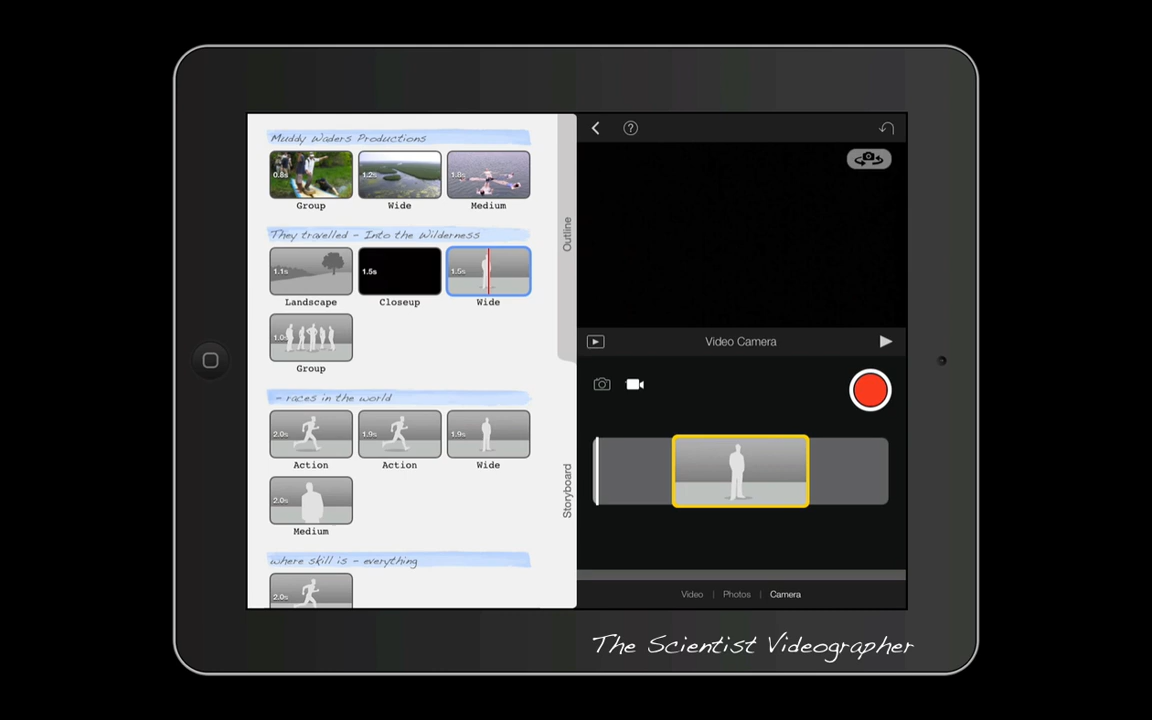 Muddy Waders Productions
0.8s 1.2s 1.8s
Group Wide Medium
They travelled - Into the Wilderness
1.1s 1.5s 1.5s
Landscape Closeup Wide
1.0s
Group
- races in the world
2.0s 1.9s 1.9s
Action Action Wide
2.0s
Medium
where skill is - everything
2.0s
Outline
Storyboard
?
Video Camera
Video | Photos | Camera
The Scientist Videographer